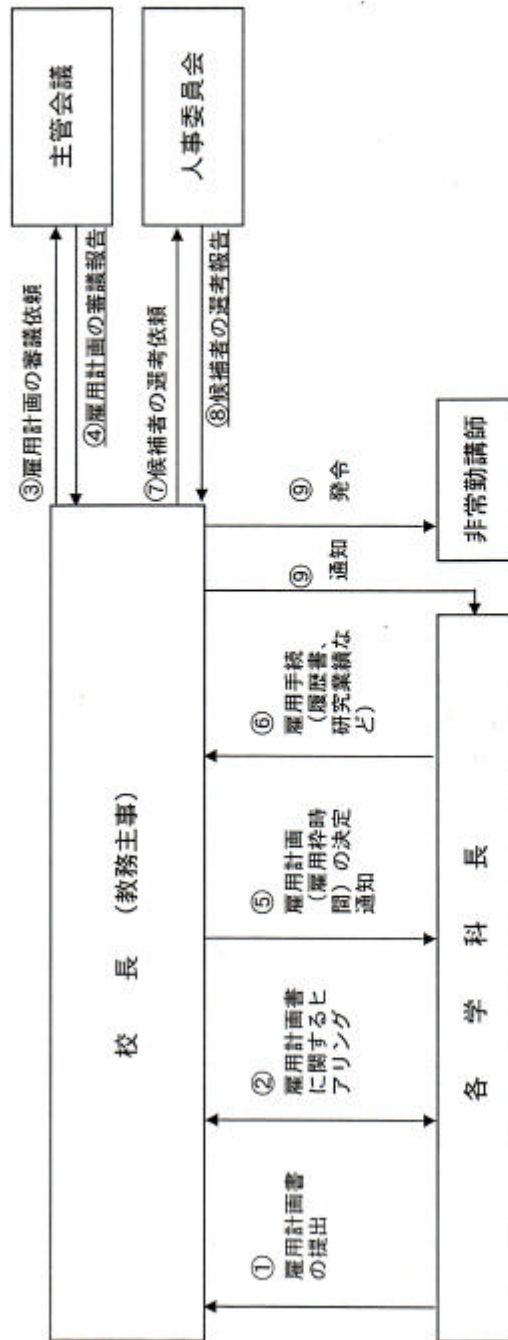 校　長　（教務主事）
主管会議
人事委員会
③雇用計画の審議依頼
④雇用計画の審議報告
⑦候補者の選考依頼
⑧候補者の選考報告
①
雇用計画書
の提出
②
雇用計画書
に関するヒ
アリング
⑤
雇用計画
（雇用枠時
間）の決定
通知
⑥
雇用手続
（履歴書、
研究業績な
ど）
⑨
通知
⑨
発令
各　学　科　長
非常勤講師